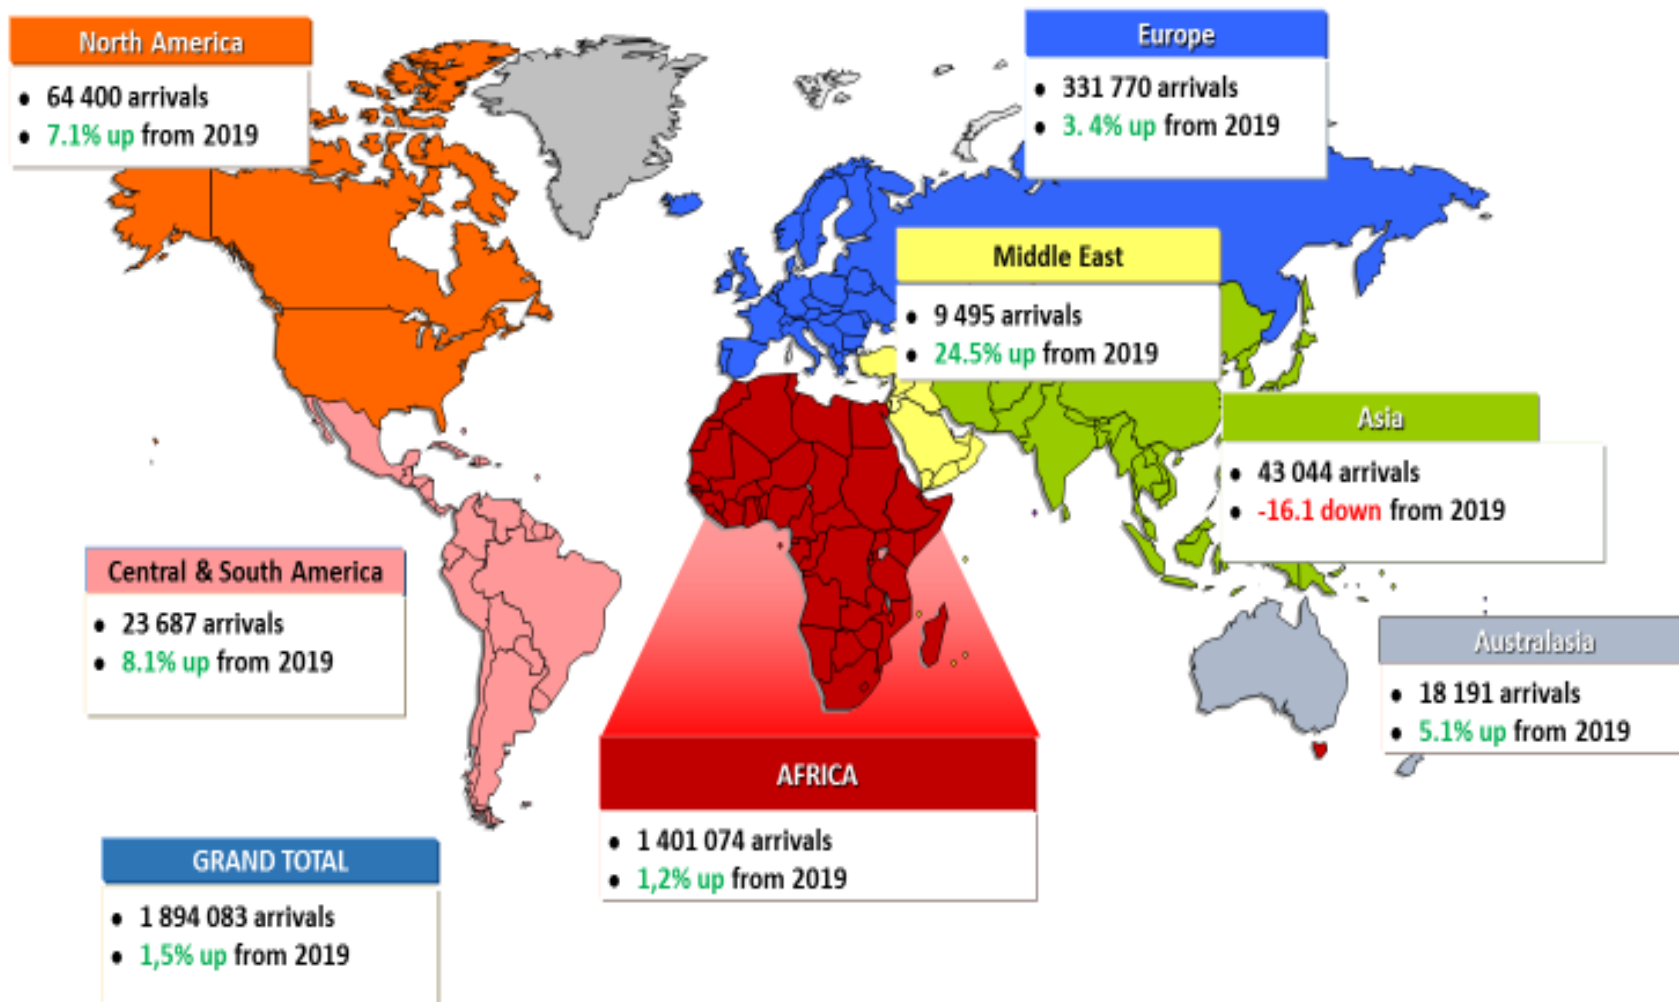 North America
• 64 400 arrivals
• 7.1% up from 2019
Europe
• 331 770 arrivals
• 3. 4% up from 2019
Middle East
• 9 495 arrivals
• 24.5% up from 2019
Asia
• 43 044 arrivals
• -16.1 down from 2019
Central & South America
• 23 687 arrivals
• 8.1% up from 2019
Australasia
• 18 191 arrivals
• 5.1% up from 2019
AFRICA
• 1 401 074 arrivals
• 1,2% up from 2019
GRAND TOTAL
• 1 894 083 arrivals
• 1,5% up from 2019